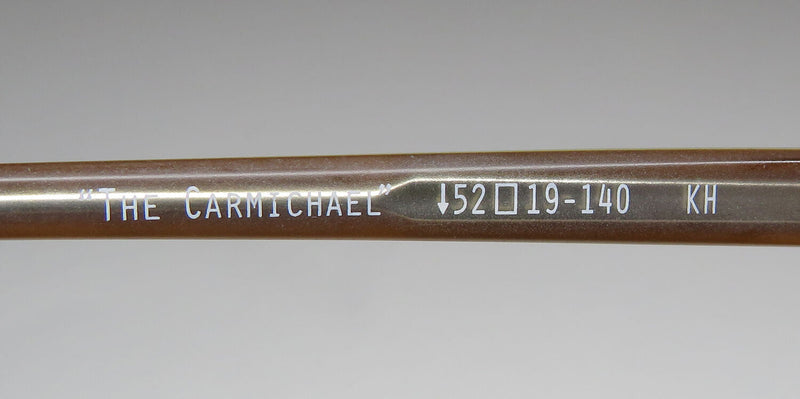 "THE CARMICHAEL" ↓52□19-140 KH